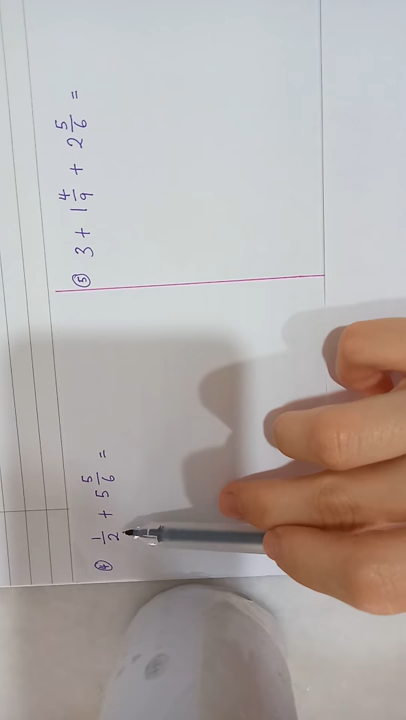 ④ 1/2 + 5 5/6 =
⑤ 3 + 1 4/9 + 2 5/6 =